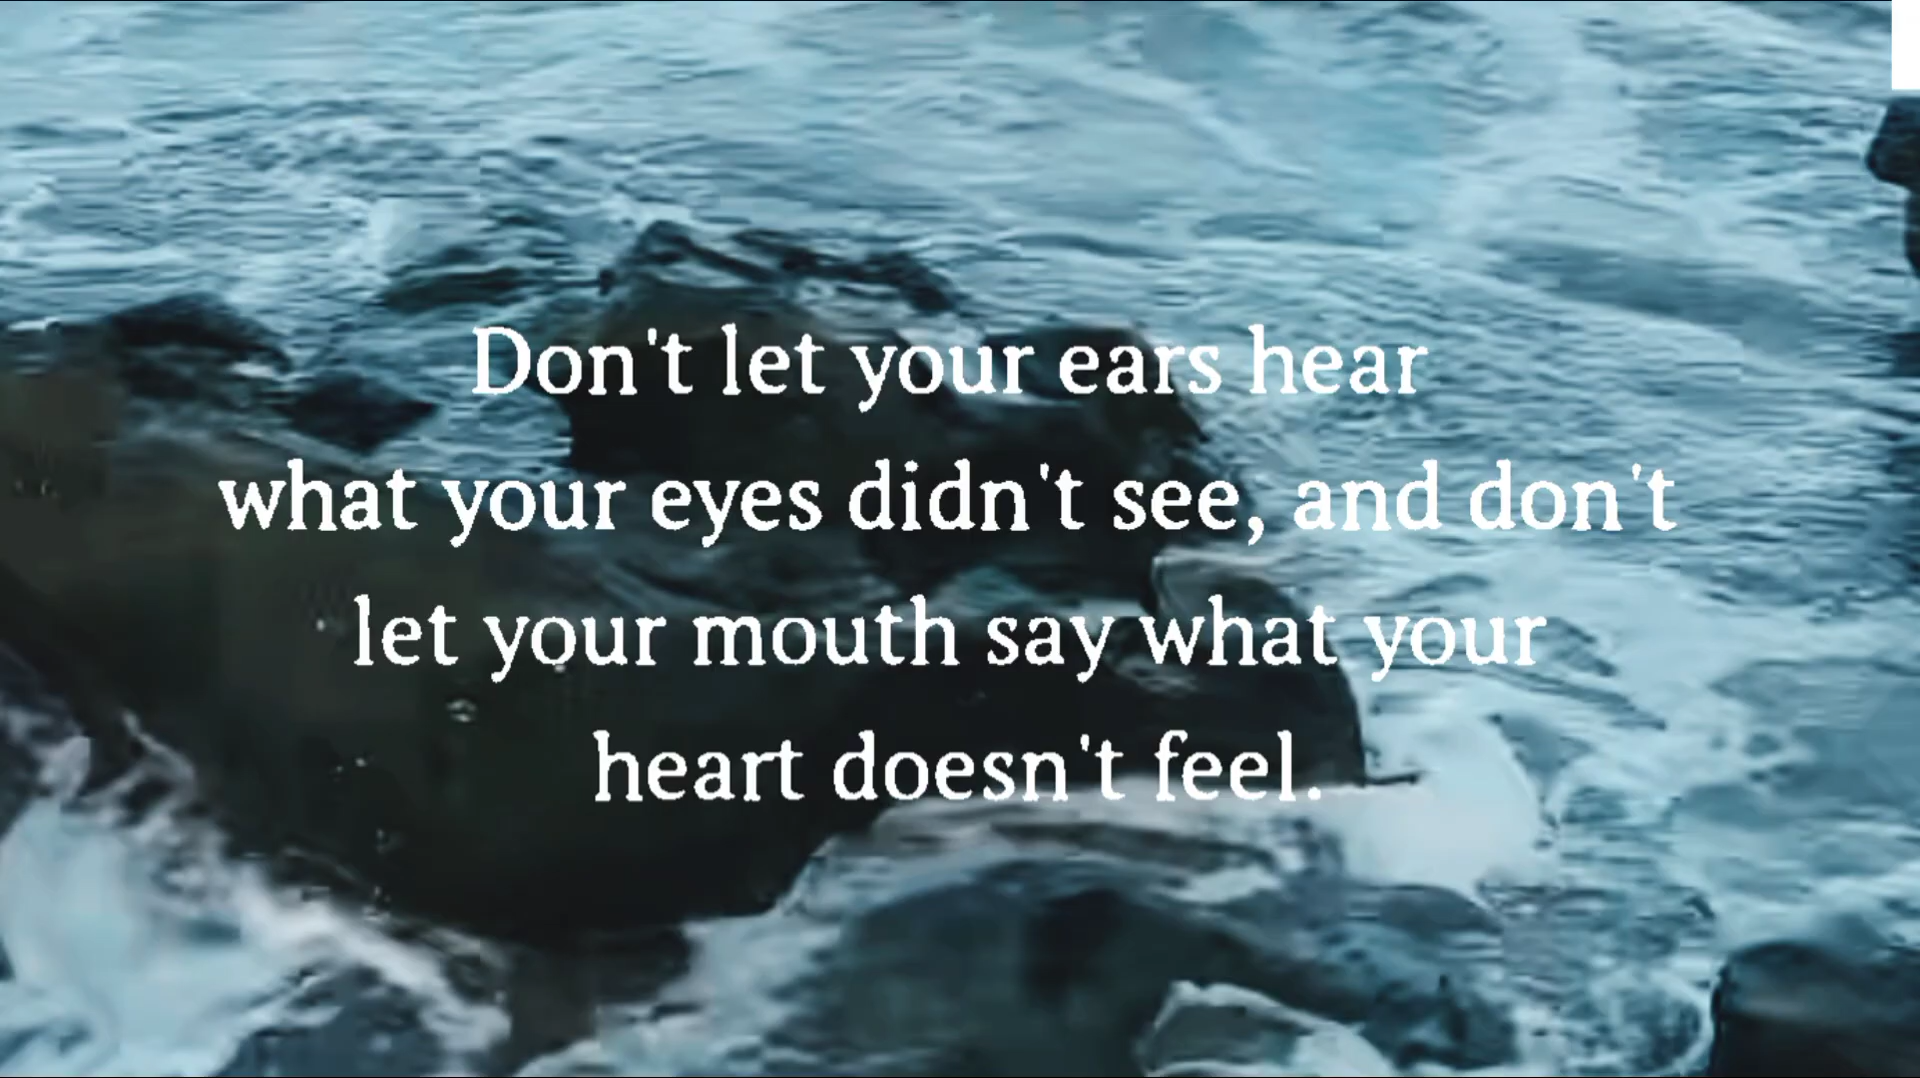 Don't let your ears hear
what your eyes didn't see, and don't
let your mouth say what your
heart doesn't feel.